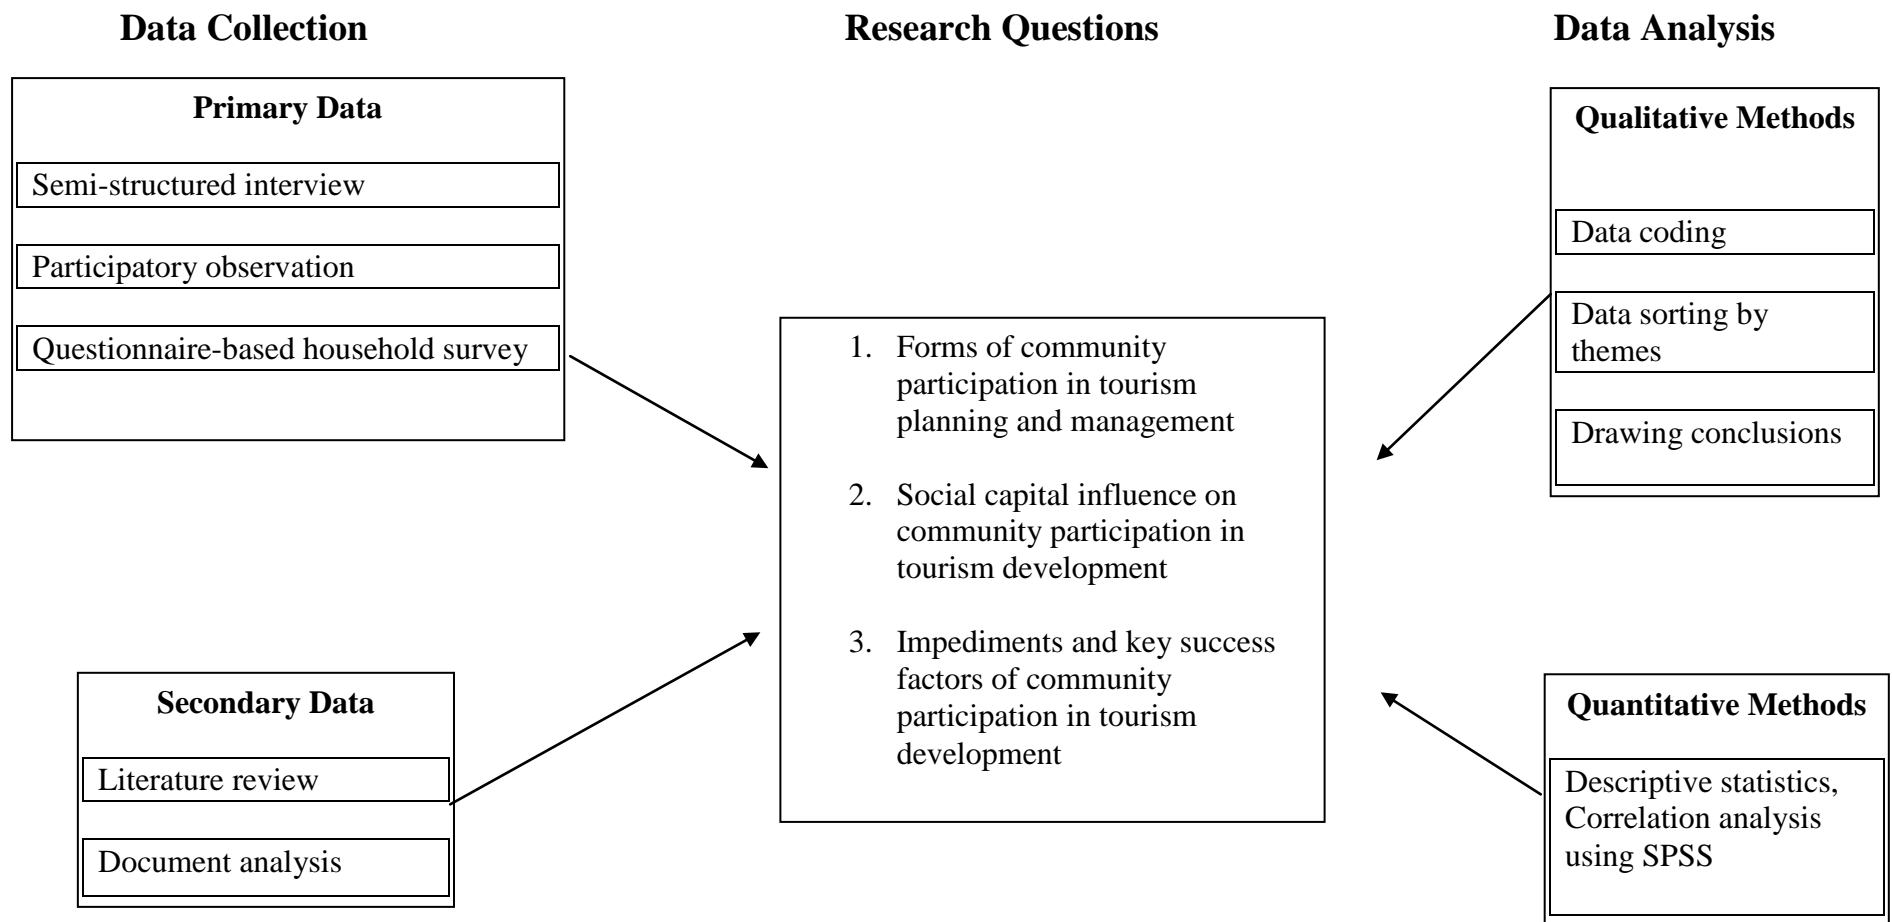 Data Collection
Research Questions
Data Analysis
Primary Data
Semi-structured interview
Participatory observation
Questionnaire-based household survey
Secondary Data
Literature review
Document analysis
1. Forms of community
participation in tourism
planning and management
2. Social capital influence on
community participation in
tourism development
3. Impediments and key success
factors of community
participation in tourism
development
Qualitative Methods
Data coding
Data sorting by
themes
Drawing conclusions
Quantitative Methods
Descriptive statistics,
Correlation analysis
using SPSS